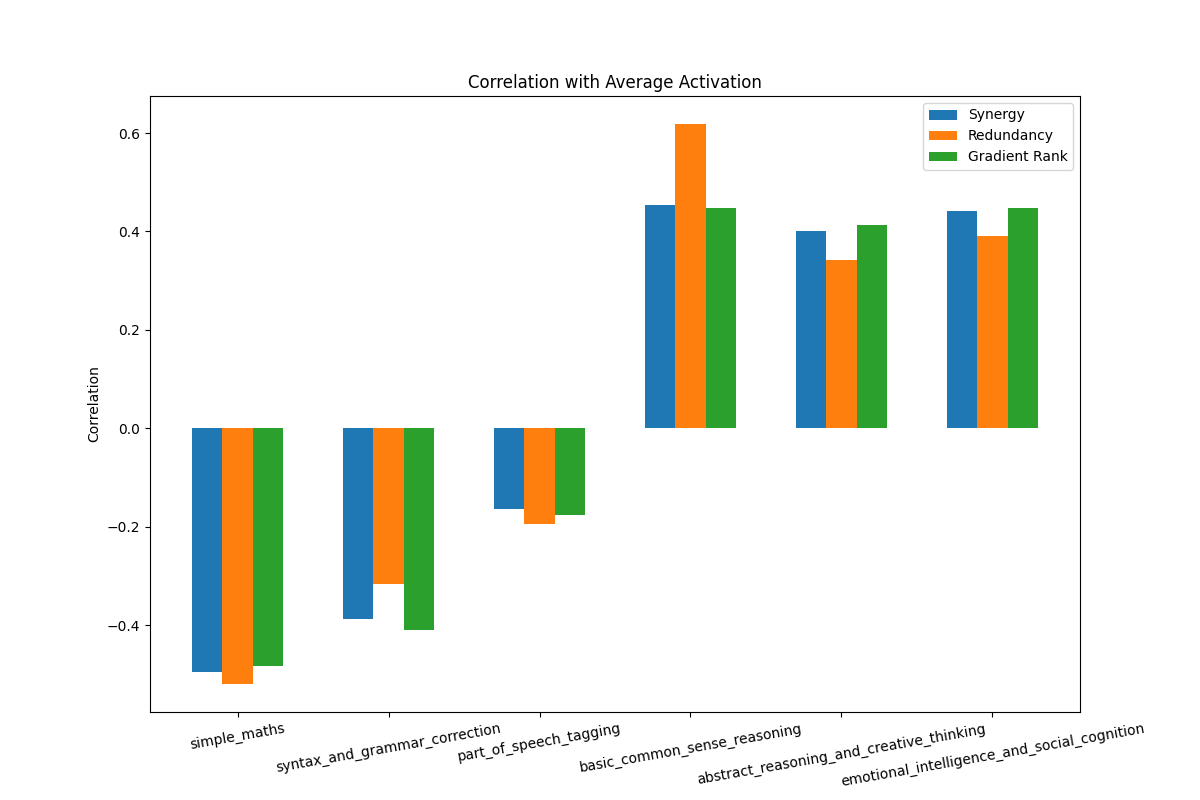 Correlation with Average Activation
Synergy
Redundancy
Gradient Rank
Correlation
0.6
0.4
0.2
0.0
−0.2
−0.4
simple_maths
syntax_and_grammar_correction
part_of_speech_tagging
basic_common_sense_reasoning
abstract_reasoning_and_creative_thinking
emotional_intelligence_and_social_cognition